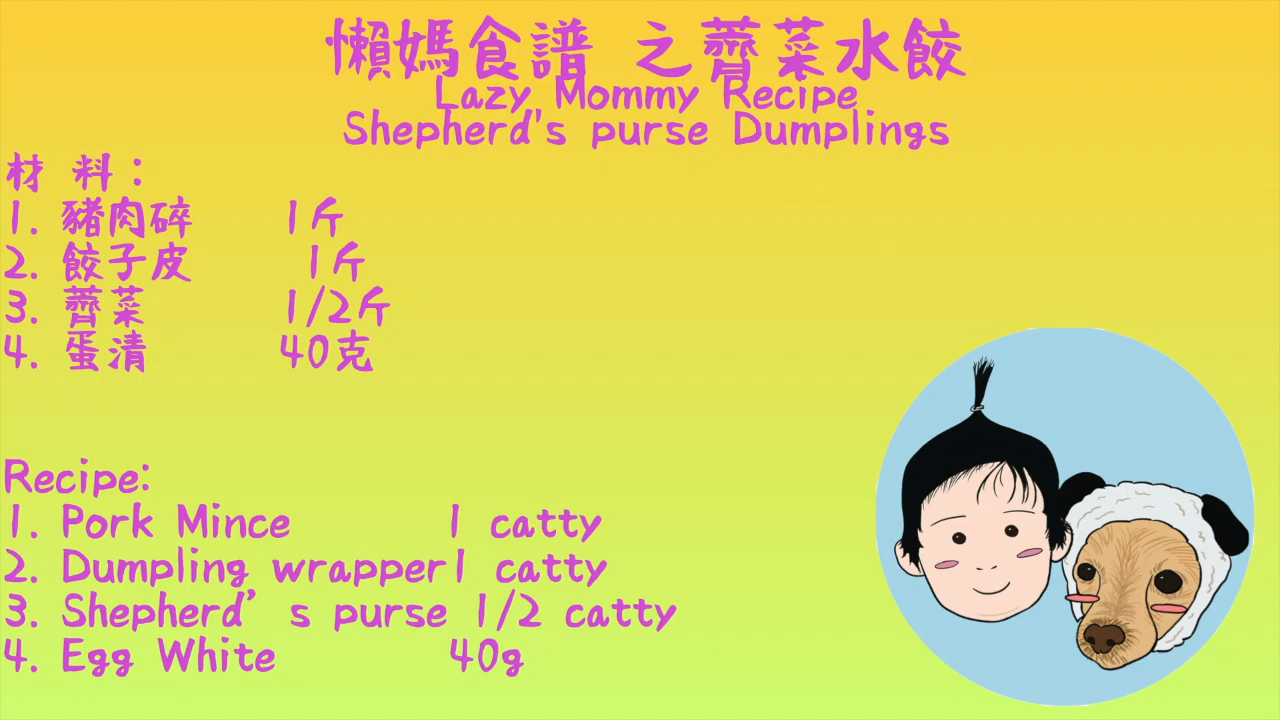 懶媽食譜 之薺菜水餃
Lazy Mommy Recipe
Shepherd's purse Dumplings
材 料：
1. 豬肉碎 1斤
2. 餃子皮 1斤
3. 薺菜 1/2斤
4. 蛋清 40克
Recipe:
1. Pork Mince 1 catty
2. Dumpling wrapper1 catty
3. Shepherd’s purse 1/2 catty
4. Egg White 40g